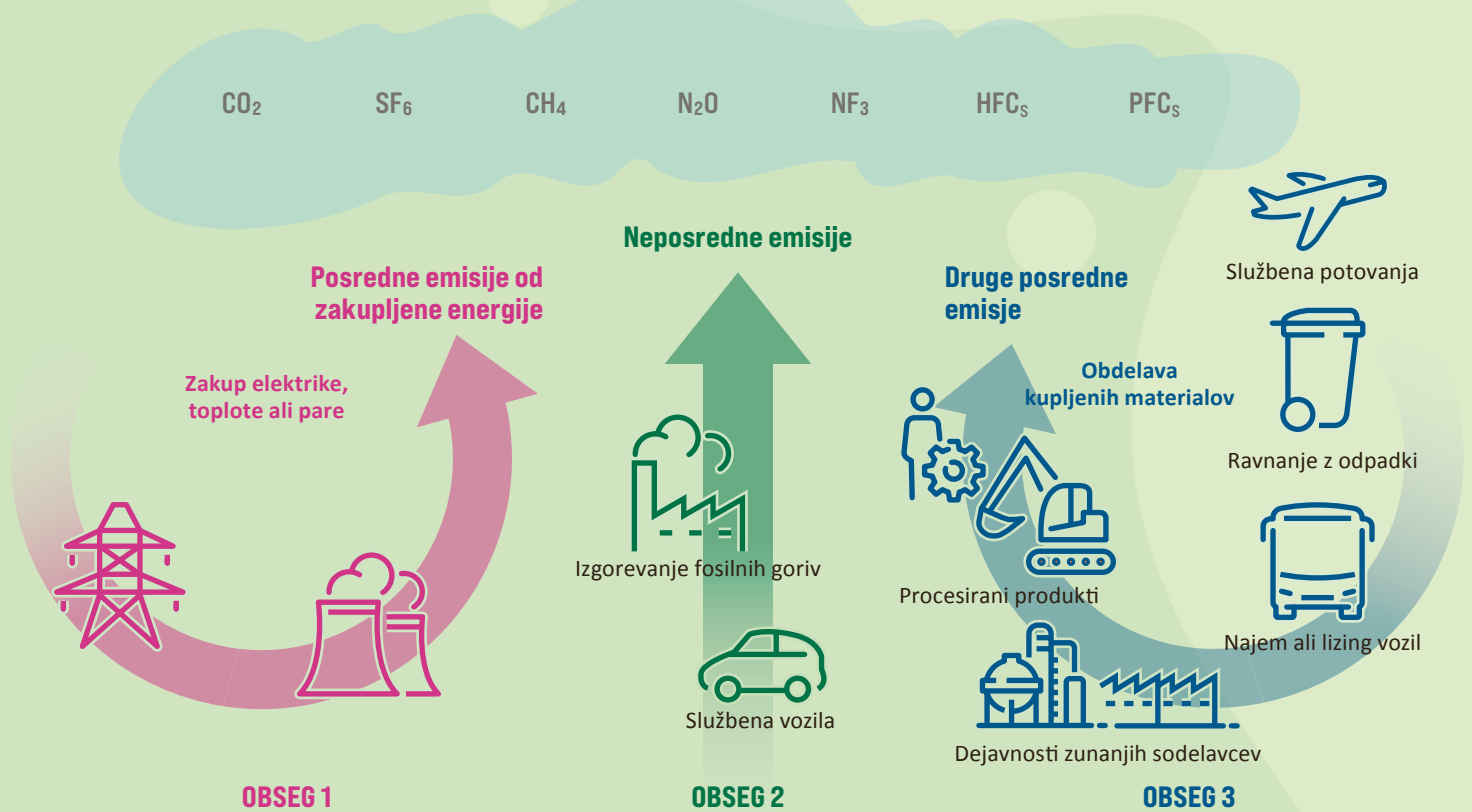 CO₂ SF₆ CH₄ N₂O NF₃ HFCₛ PFCₛ
Posredne emisije od
zakupljene energije
Zakup elektrike,
toplote ali pare
OBSEG 1
Neposredne emisije
Izgorevanje fosilnih goriv
Službena vozila
OBSEG 2
Druge posredne
emisje
Obdelava
kupljenih materialov
Procesirani produkti
Dejavnosti zunanjih sodelavcev
Službena potovanja
Ravnanje z odpadki
Najem ali lizing vozil
OBSEG 3